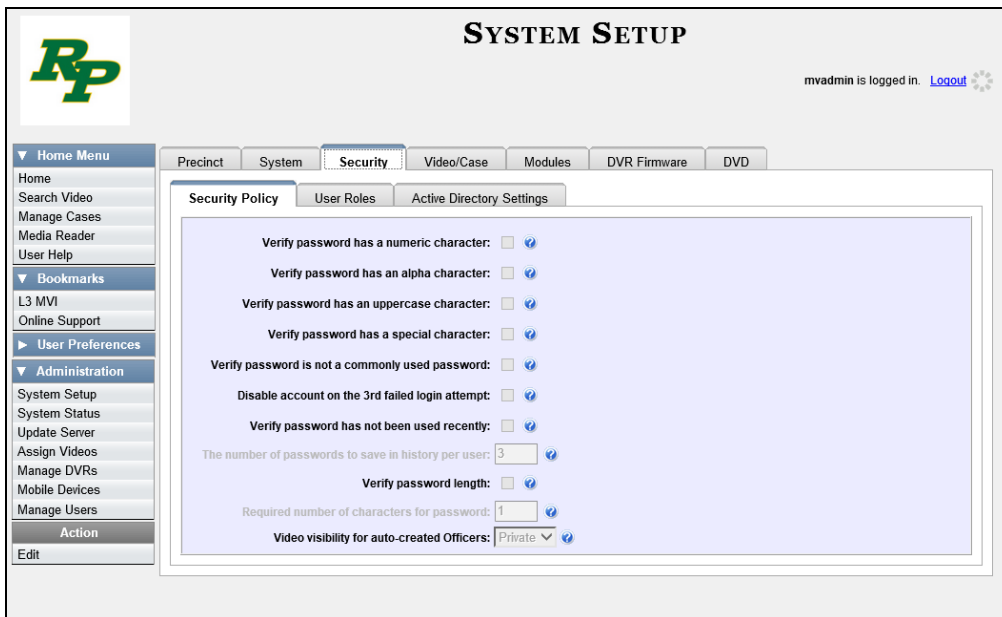 RP
SYSTEM SETUP
mvadmin is logged in. Logout
▼ Home Menu
Home
Search Video
Manage Cases
Media Reader
User Help
▼ Bookmarks
L3 MVI
Online Support
► User Preferences
▼ Administration
System Setup
System Status
Update Server
Assign Videos
Manage DVRs
Mobile Devices
Manage Users
Action
Edit
Precinct System Security Video/Case Modules DVR Firmware DVD
Security Policy User Roles Active Directory Settings
Verify password has a numeric character: ?
Verify password has an alpha character: ?
Verify password has an uppercase character: ?
Verify password has a special character: ?
Verify password is not a commonly used password: ?
Disable account on the 3rd failed login attempt: ?
Verify password has not been used recently: ?
The number of passwords to save in history per user: 3 ?
Verify password length: ?
Required number of characters for password: 1 ?
Video visibility for auto-created Officers: Private ?